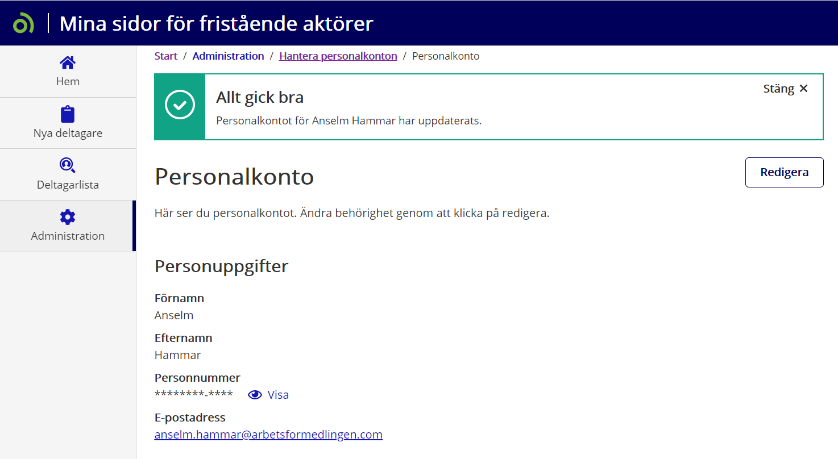 Mina sidor för fristående aktörer
Hem
Nya deltagare
Deltagarlista
Administration
Start / Administration / Hantera personalkonton / Personalkonto
Allt gick bra
Stäng ✕
Personalkontot för Anselm Hammar har uppdaterats.
Personalkonto
Redigera
Här ser du personalkontot. Ändra behörighet genom att klicka på redigera.
Personuppgifter
Förnamn
Anselm
Efternamn
Hammar
Personnummer
********-**** Visa
E-postadress
anselm.hammar@arbetsformedlingen.com